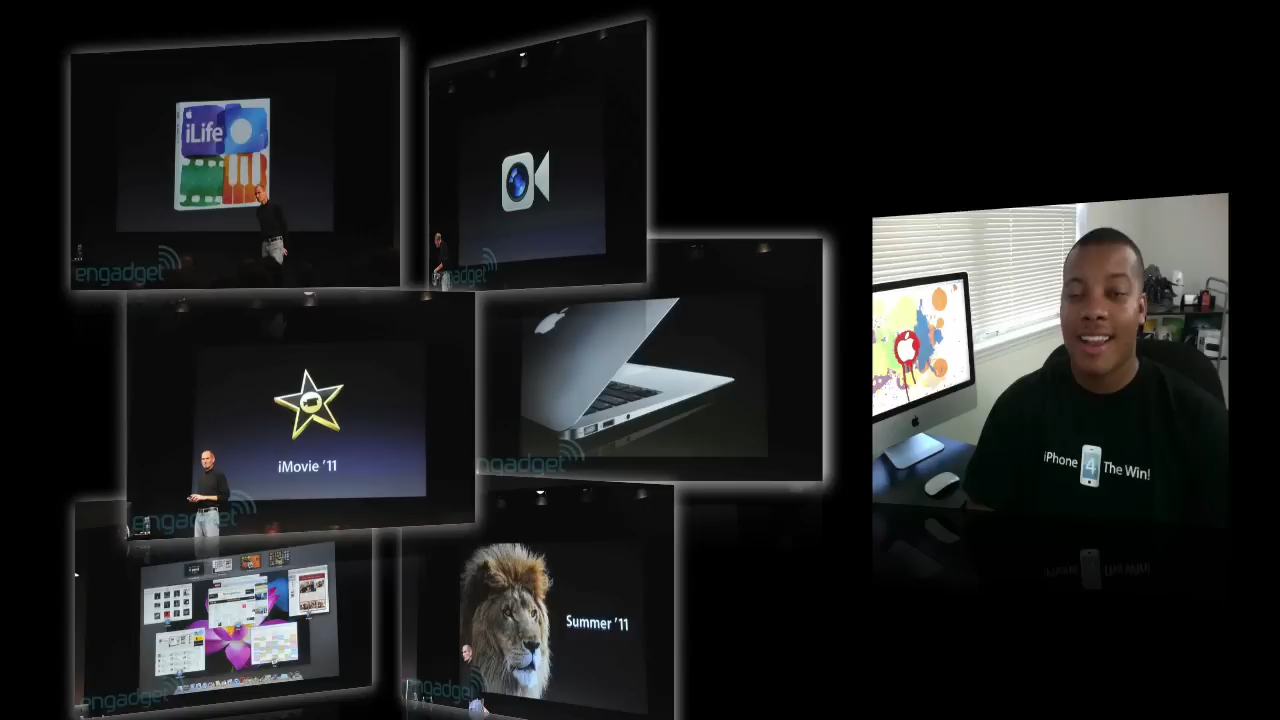 iLife
engadget
engadget
iMovie '11
engadget
engadget
iPhone 4 The Win!
Summer '11
engadget
engadget